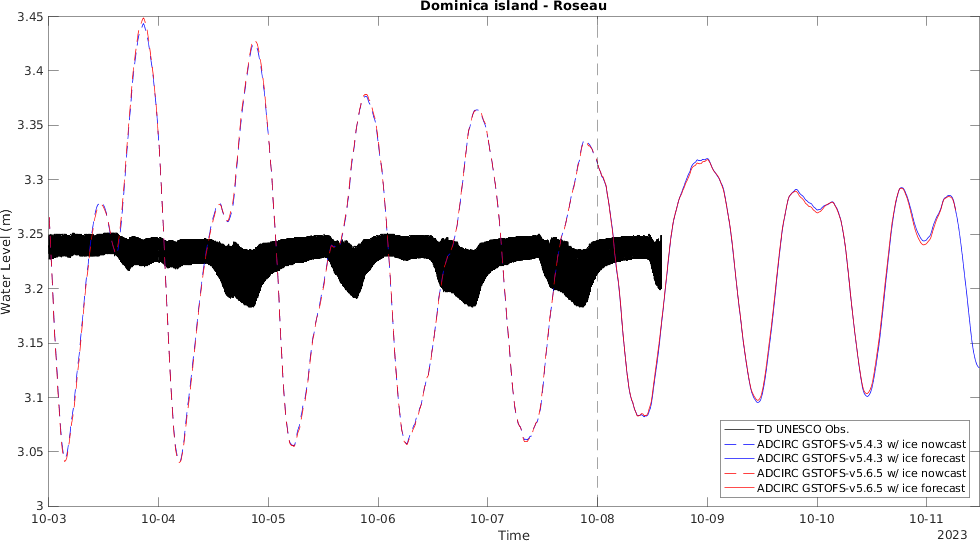 Dominica island - Roseau
3.45
3.4
3.35
3.3
3.25
3.2
3.15
3.1
3.05
3
Water Level (m)
TD UNESCO Obs.
ADCIRC GSTOFS-v5.4.3 w/ ice nowcast
ADCIRC GSTOFS-v5.4.3 w/ ice forecast
ADCIRC GSTOFS-v5.6.5 w/ ice nowcast
ADCIRC GSTOFS-v5.6.5 w/ ice forecast
10-03 10-04 10-05 10-06 10-07 10-08 10-09 10-10 10-11
Time
2023